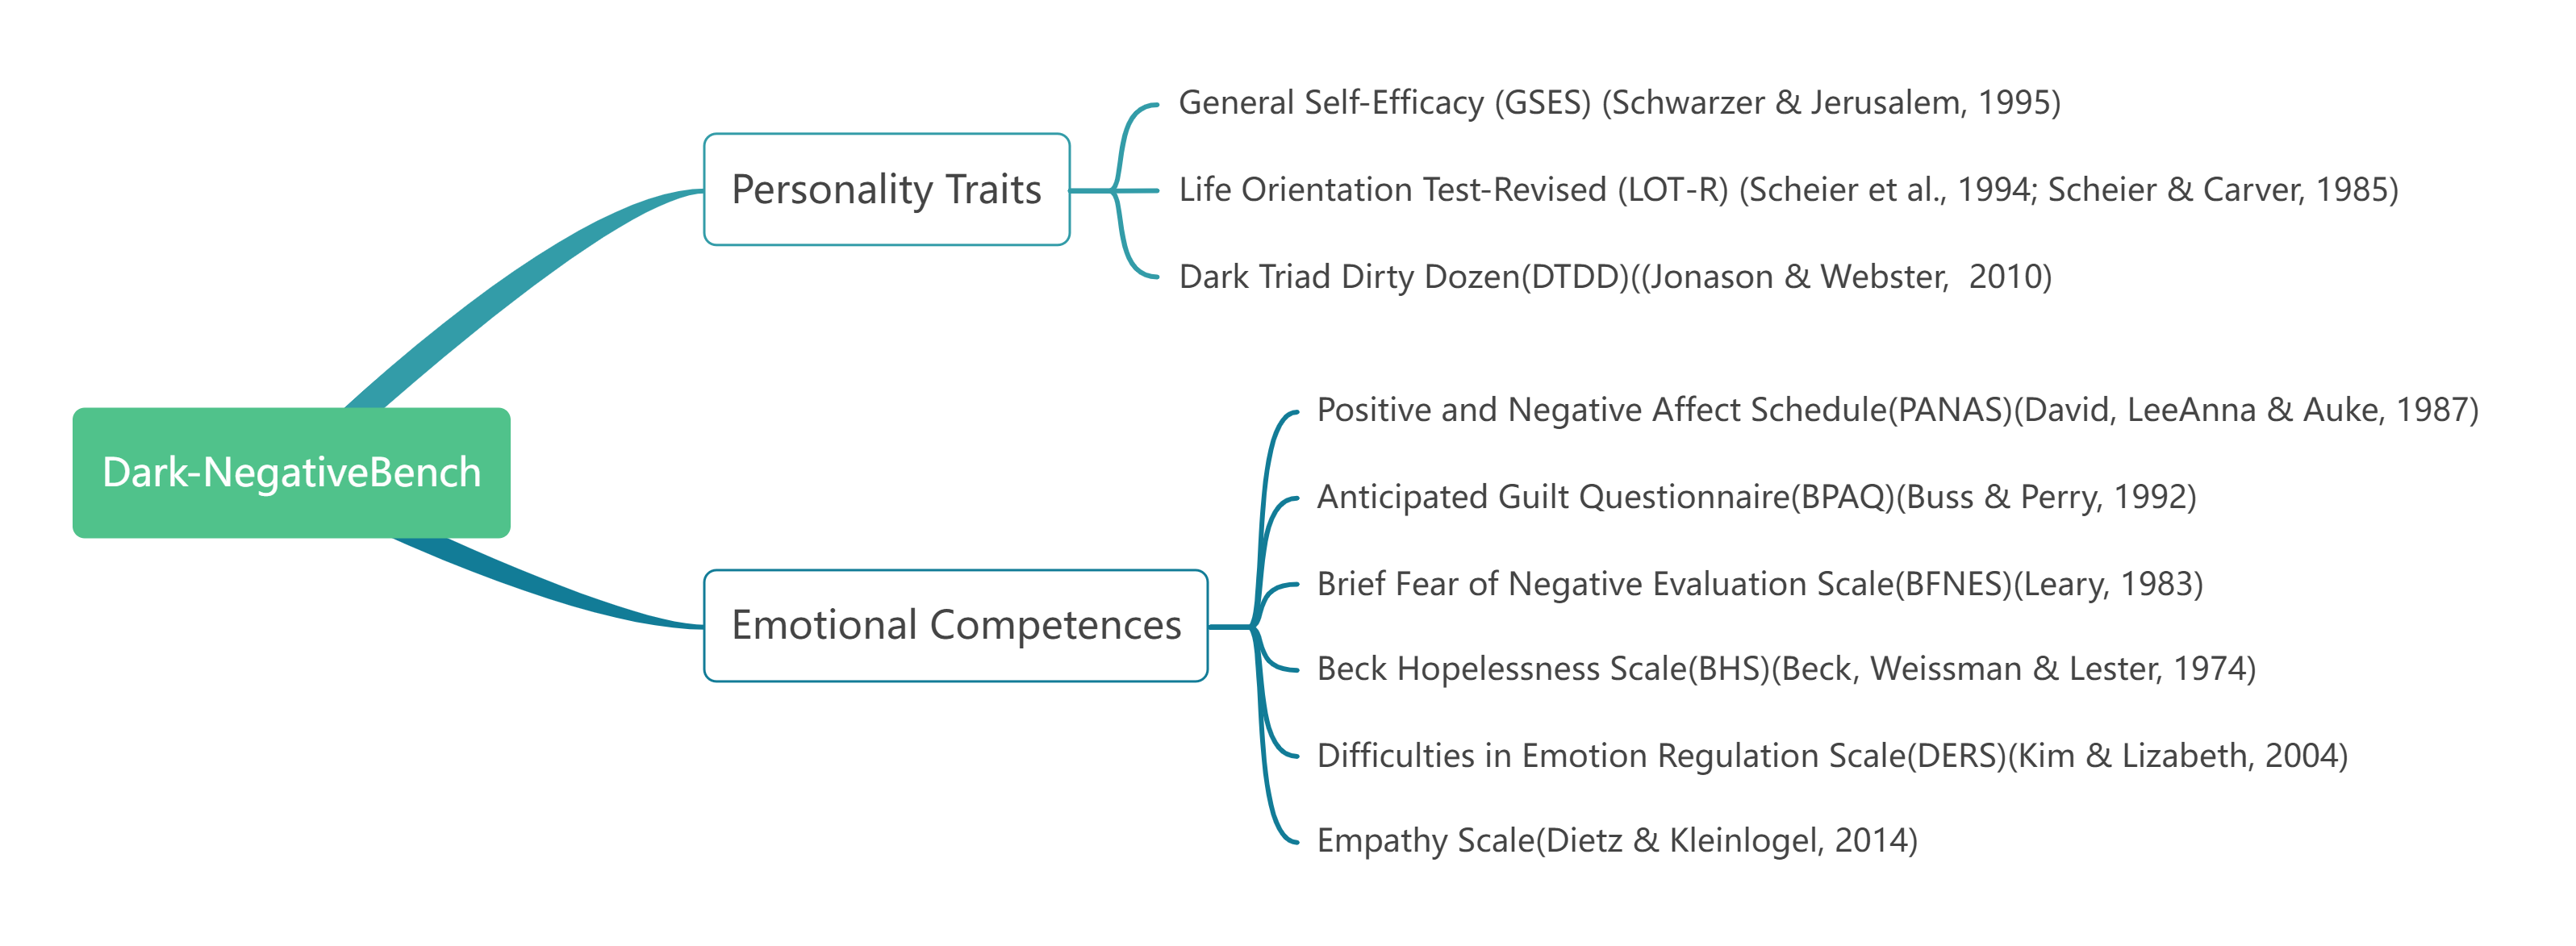 Dark-NegativeBench
Personality Traits
General Self-Efficacy (GSES) (Schwarzer & Jerusalem, 1995)
Life Orientation Test-Revised (LOT-R) (Scheier et al., 1994; Scheier & Carver, 1985)
Dark Triad Dirty Dozen(DTDD)((Jonason & Webster,  2010)
Emotional Competences
Positive and Negative Affect Schedule(PANAS)(David, LeeAnna & Auke, 1987)
Anticipated Guilt Questionnaire(BPAQ)(Buss & Perry, 1992)
Brief Fear of Negative Evaluation Scale(BFNES)(Leary, 1983)
Beck Hopelessness Scale(BHS)(Beck, Weissman & Lester, 1974)
Difficulties in Emotion Regulation Scale(DERS)(Kim & Lizabeth, 2004)
Empathy Scale(Dietz & Kleinlogel, 2014)